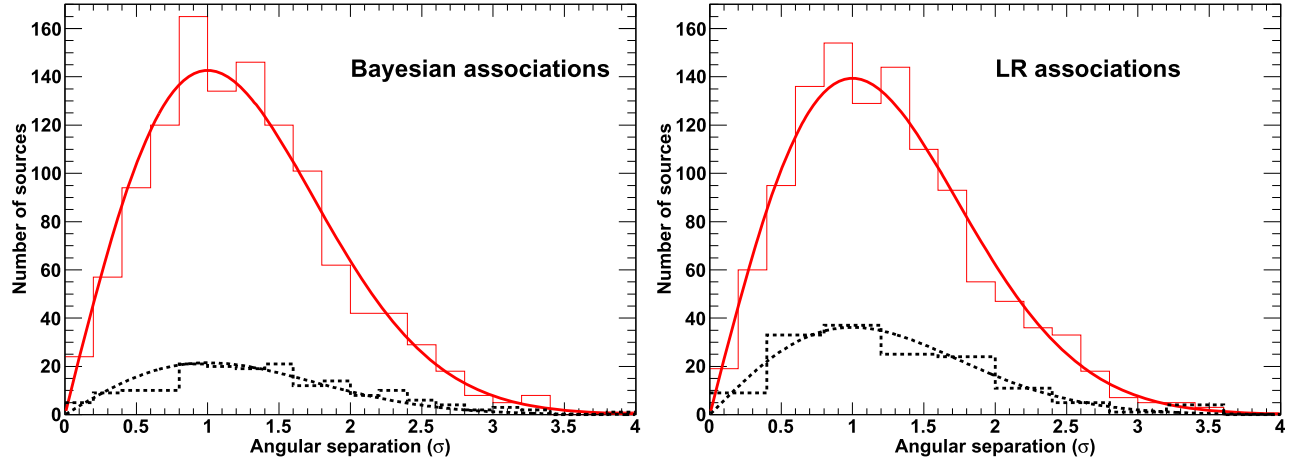 Bayesian associations
Number of sources
160
140
120
100
80
60
40
20
0
0 0.5 1 1.5 2 2.5 3 3.5 4
Angular separation (σ)
LR associations
Number of sources
160
140
120
100
80
60
40
20
0
0 0.5 1 1.5 2 2.5 3 3.5 4
Angular separation (σ)